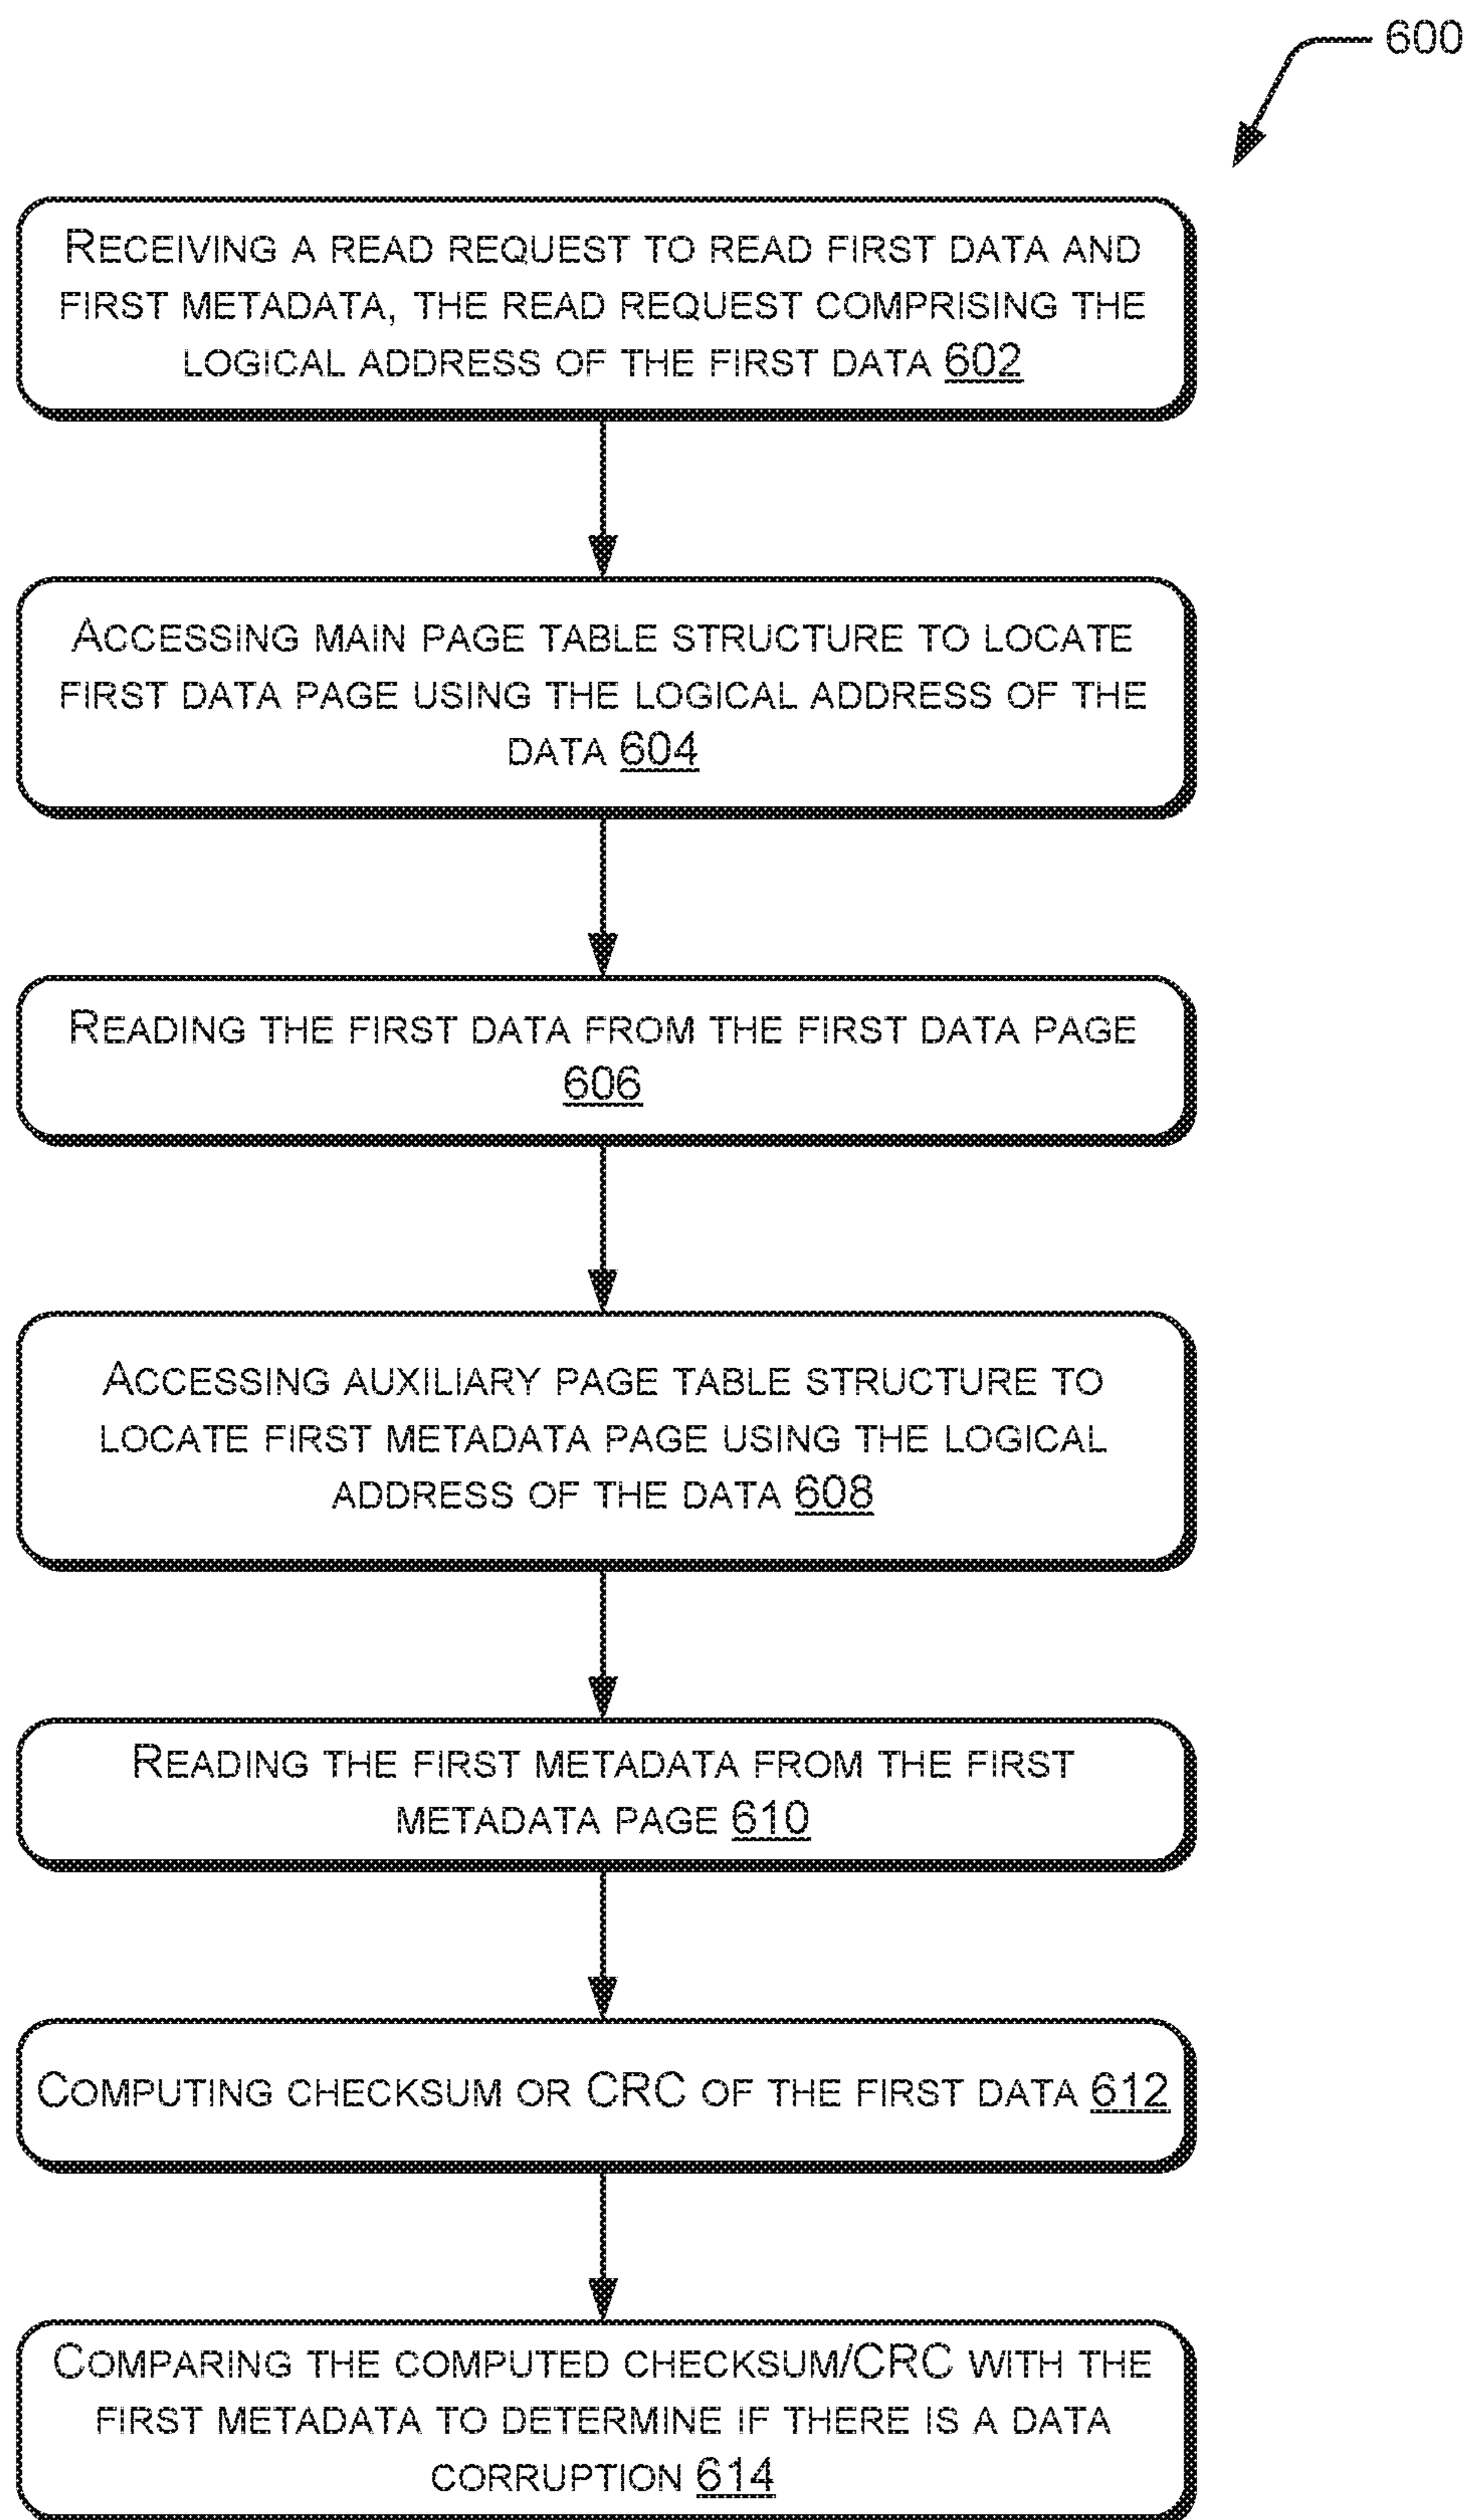 600
RECEIVING A READ REQUEST TO READ FIRST DATA AND
FIRST METADATA, THE READ REQUEST COMPRISING THE
LOGICAL ADDRESS OF THE FIRST DATA 602
ACCESSING MAIN PAGE TABLE STRUCTURE TO LOCATE
FIRST DATA PAGE USING THE LOGICAL ADDRESS OF THE
DATA 604
READING THE FIRST DATA FROM THE FIRST DATA PAGE
606
ACCESSING AUXILIARY PAGE TABLE STRUCTURE TO
LOCATE FIRST METADATA PAGE USING THE LOGICAL
ADDRESS OF THE DATA 608
READING THE FIRST METADATA FROM THE FIRST
METADATA PAGE 610
COMPUTING CHECKSUM OR CRC OF THE FIRST DATA 612
COMPARING THE COMPUTED CHECKSUM/CRC WITH THE
FIRST METADATA TO DETERMINE IF THERE IS A DATA
CORRUPTION 614